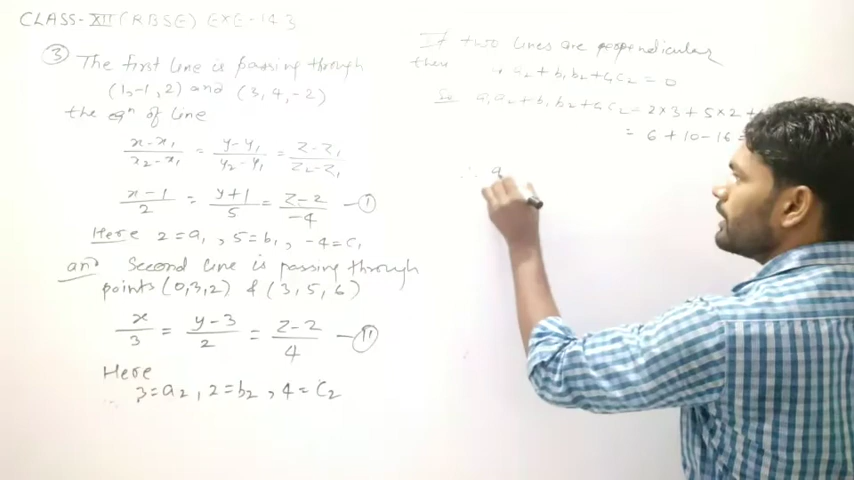 CLASS-XII (RBSE) EXE-14.3
③ The first line is passing through
(1,-1,2) and (3,4,-2)
the eqn of line
x-x₁/x₂-x₁ = y-y₁/y₂-y₁ = z-z₁/z₂-z₁
x-1/2 = y+1/5 = z-2/-4 —①
Here 2=a₁, 5=b₁, -4=c₁
and Second line is passing through
points (0,3,2) & (3,5,6)
x/3 = y-3/2 = z-2/4 —⑪
Here
3=a₂, 2=b₂, 4=c₂
If two lines are perpendicular
then a₂+b₁b₂+c₁c₂=0
So a₁a₂+b₁b₂+c₁c₂=2×3+5×2+
= 6+10-16=
∴ a